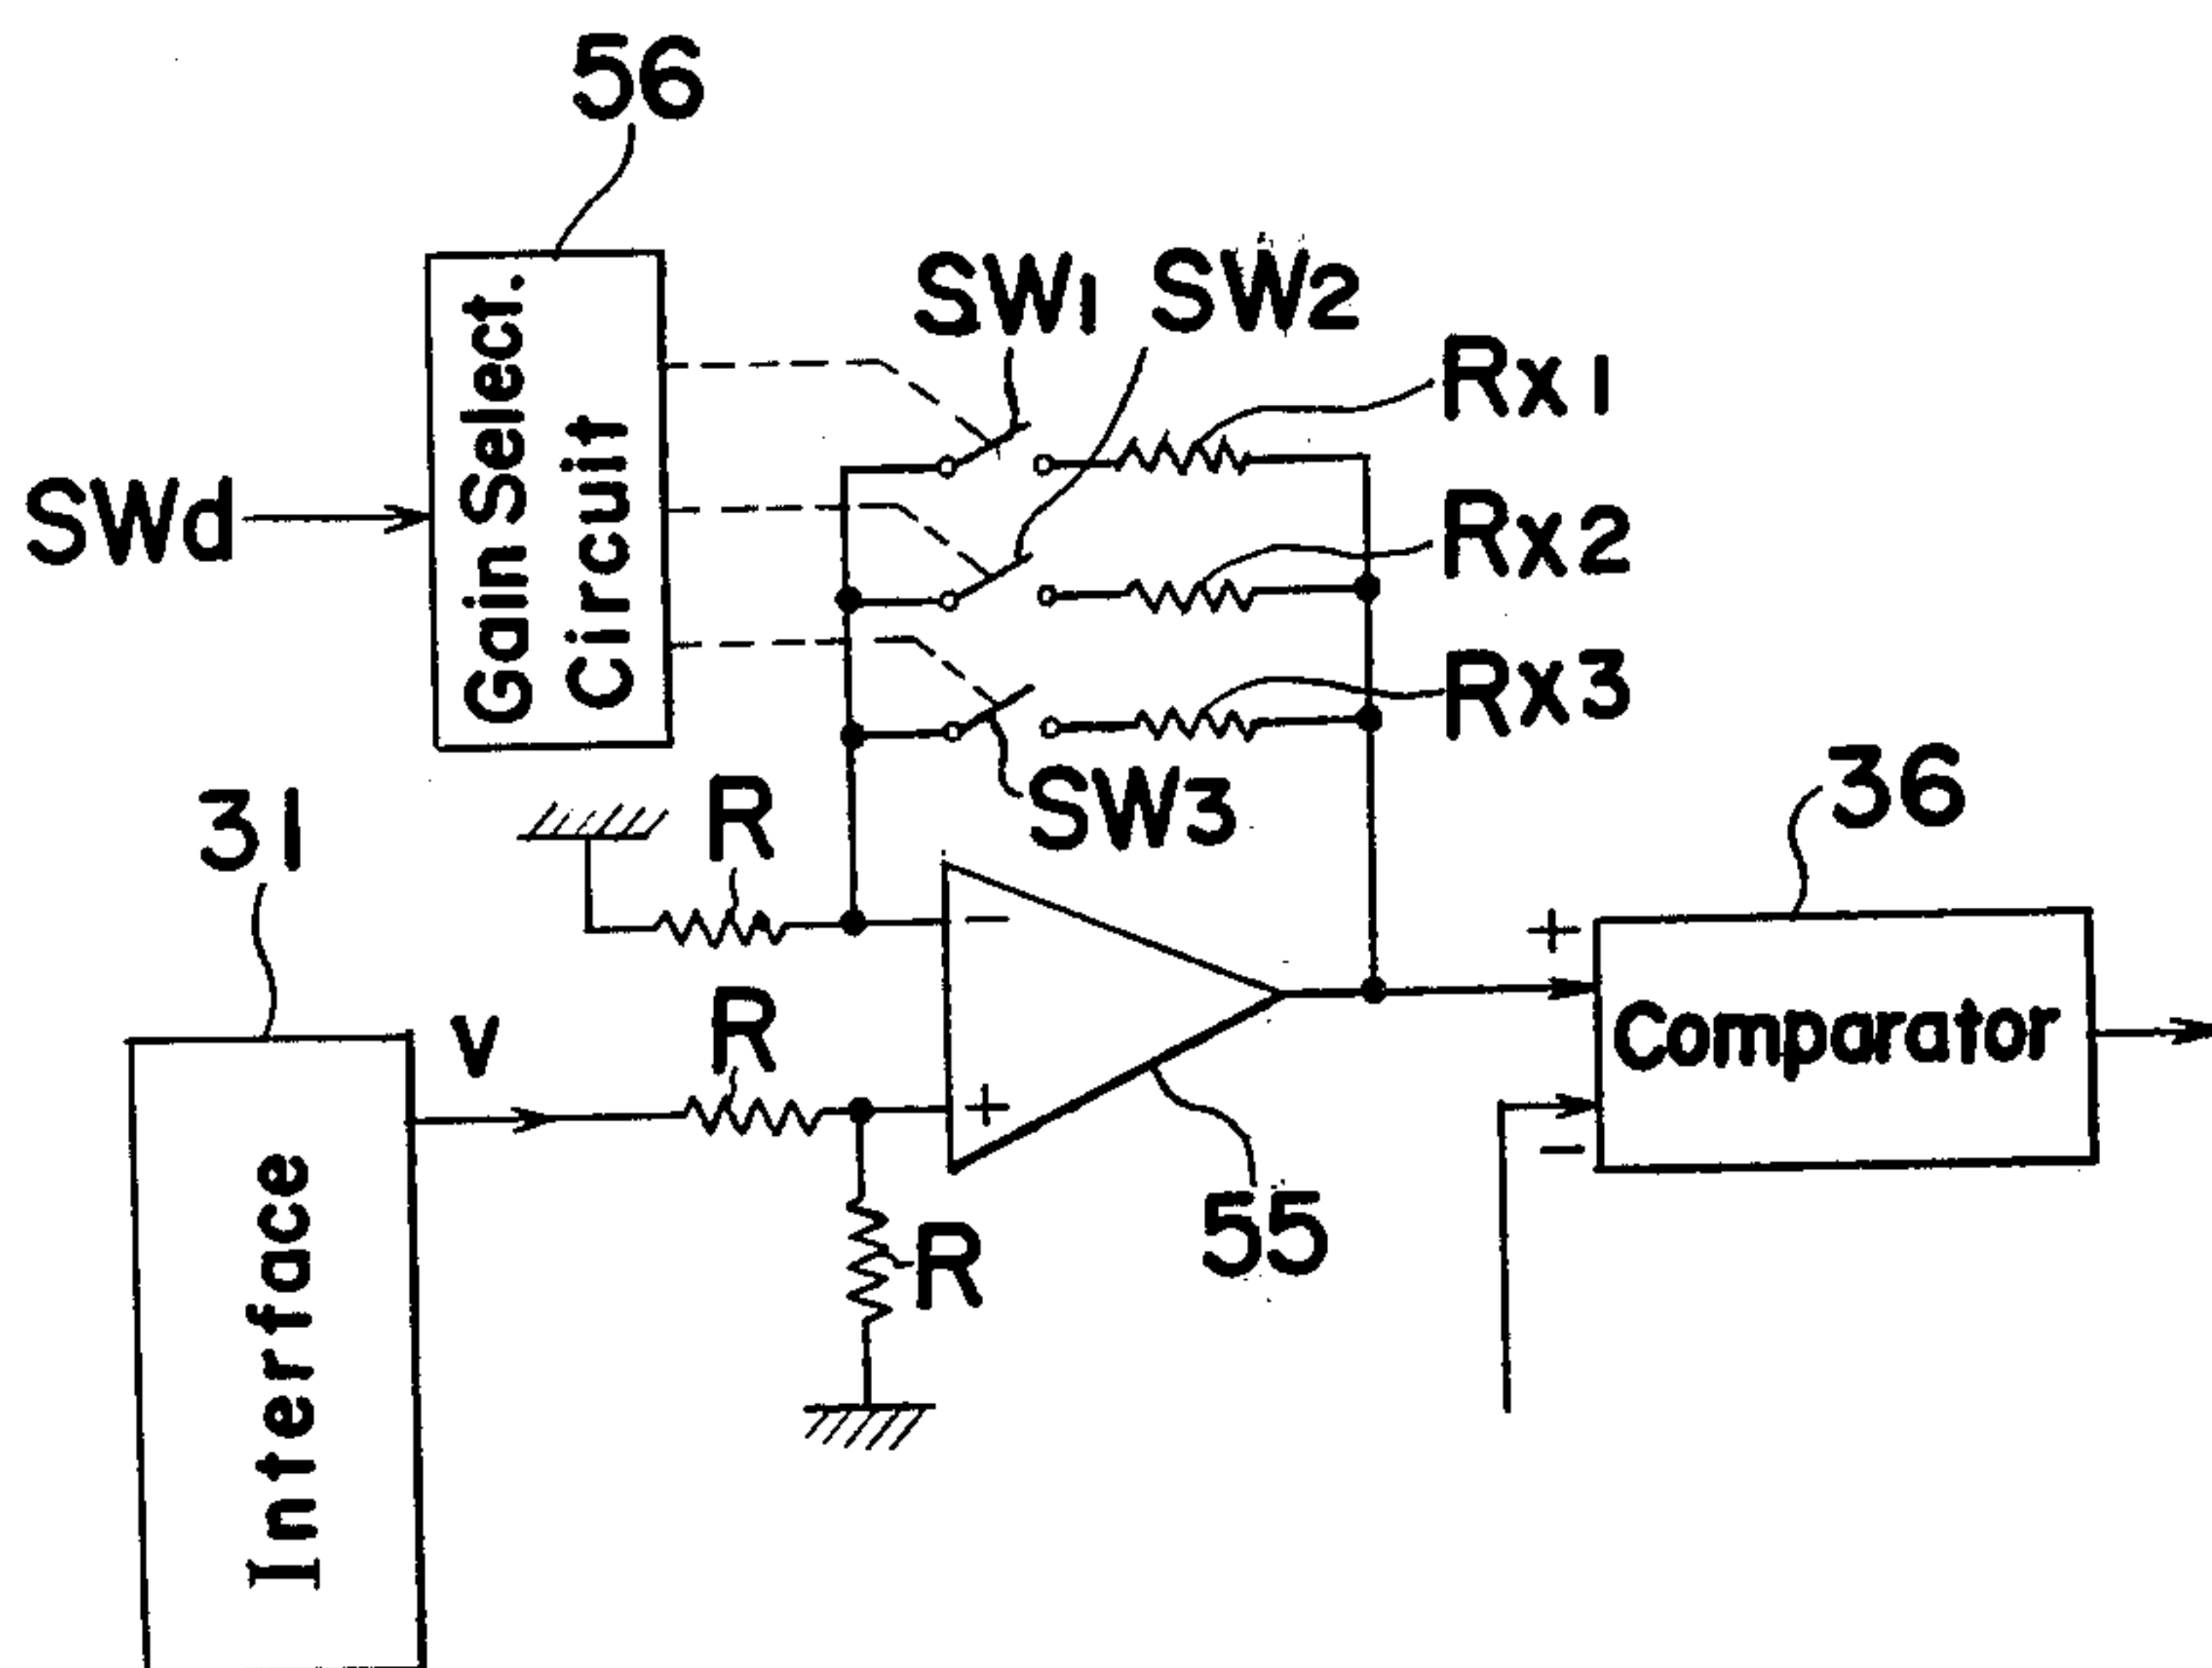 56
SW1 SW2
Gain Select.
Circuit
Rx1
SWd
Rx2
Rx3
SW3
36
31
R
+
−
V
R
Comparator
+
−
55
R
Interface